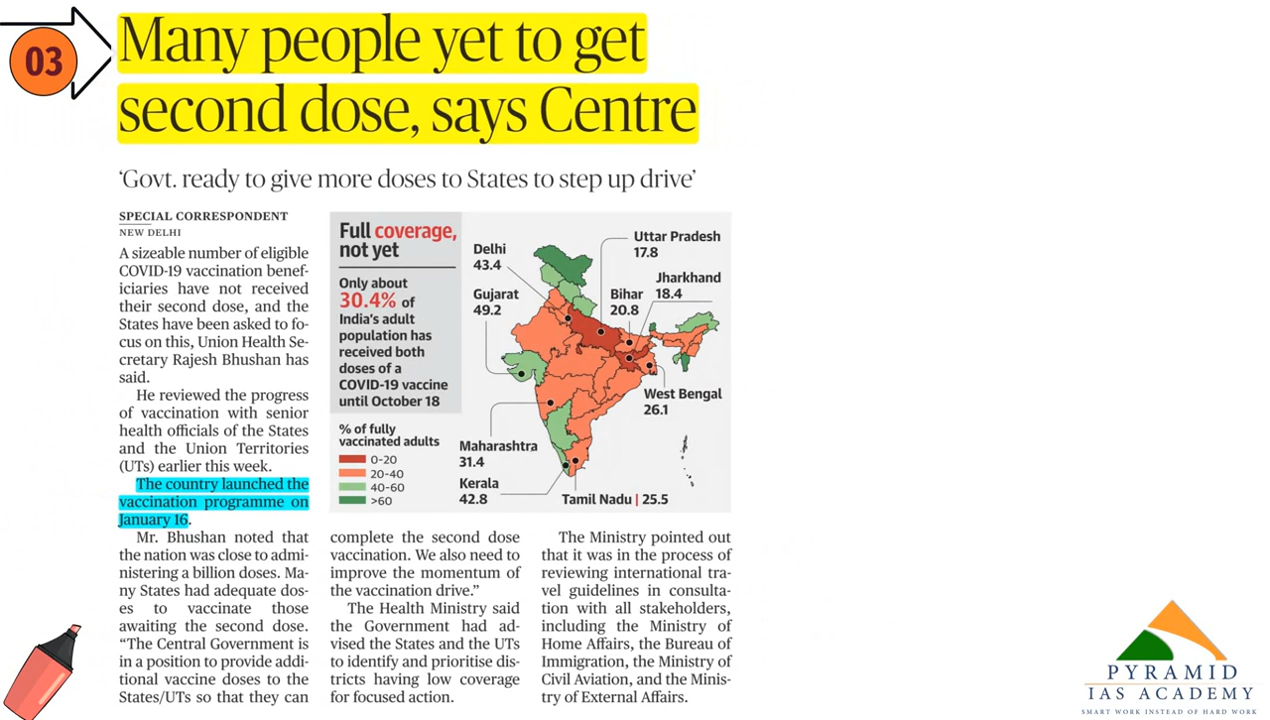 03
Many people yet to get
second dose, says Centre
‘Govt. ready to give more doses to States to step up drive’
SPECIAL CORRESPONDENT
NEW DELHI
A sizeable number of eligible
COVID-19 vaccination benef-
iciaries have not received
their second dose, and the
States have been asked to fo-
cus on this, Union Health Se-
cretary Rajesh Bhushan has
said.
He reviewed the progress
of vaccination with senior
health officials of the States
and the Union Territories
(UTs) earlier this week.
The country launched the
vaccination programme on
January 16.
Mr. Bhushan noted that
the nation was close to admi-
nistering a billion doses. Ma-
ny States had adequate dos-
es to vaccinate those
awaiting the second dose.
“The Central Government is
in a position to provide addi-
tional vaccine doses to the
States/UTs so that they can
Full coverage,
not yet
Only about
30.4% of
India’s adult
population has
received both
doses of a
COVID-19 vaccine
until October 18
% of fully
vaccinated adults
0-20
20-40
40-60
>60
Delhi
43.4
Gujarat
49.2
Uttar Pradesh
17.8
Jharkhand
18.4
Bihar
20.8
West Bengal
26.1
Maharashtra
31.4
Kerala
42.8
Tamil Nadu | 25.5
complete the second dose
vaccination. We also need to
improve the momentum of
the vaccination drive.”
The Health Ministry said
the Government had ad-
vised the States and the UTs
to identify and prioritise dis-
tricts having low coverage
for focused action.
The Ministry pointed out
that it was in the process of
reviewing international tra-
vel guidelines in consulta-
tion with all stakeholders,
including the Ministry of
Home Affairs, the Bureau of
Immigration, the Ministry of
Civil Aviation, and the Minis-
try of External Affairs.
PYRAMID
IAS ACADEMY
SMART WORK INSTEAD OF HARD WORK